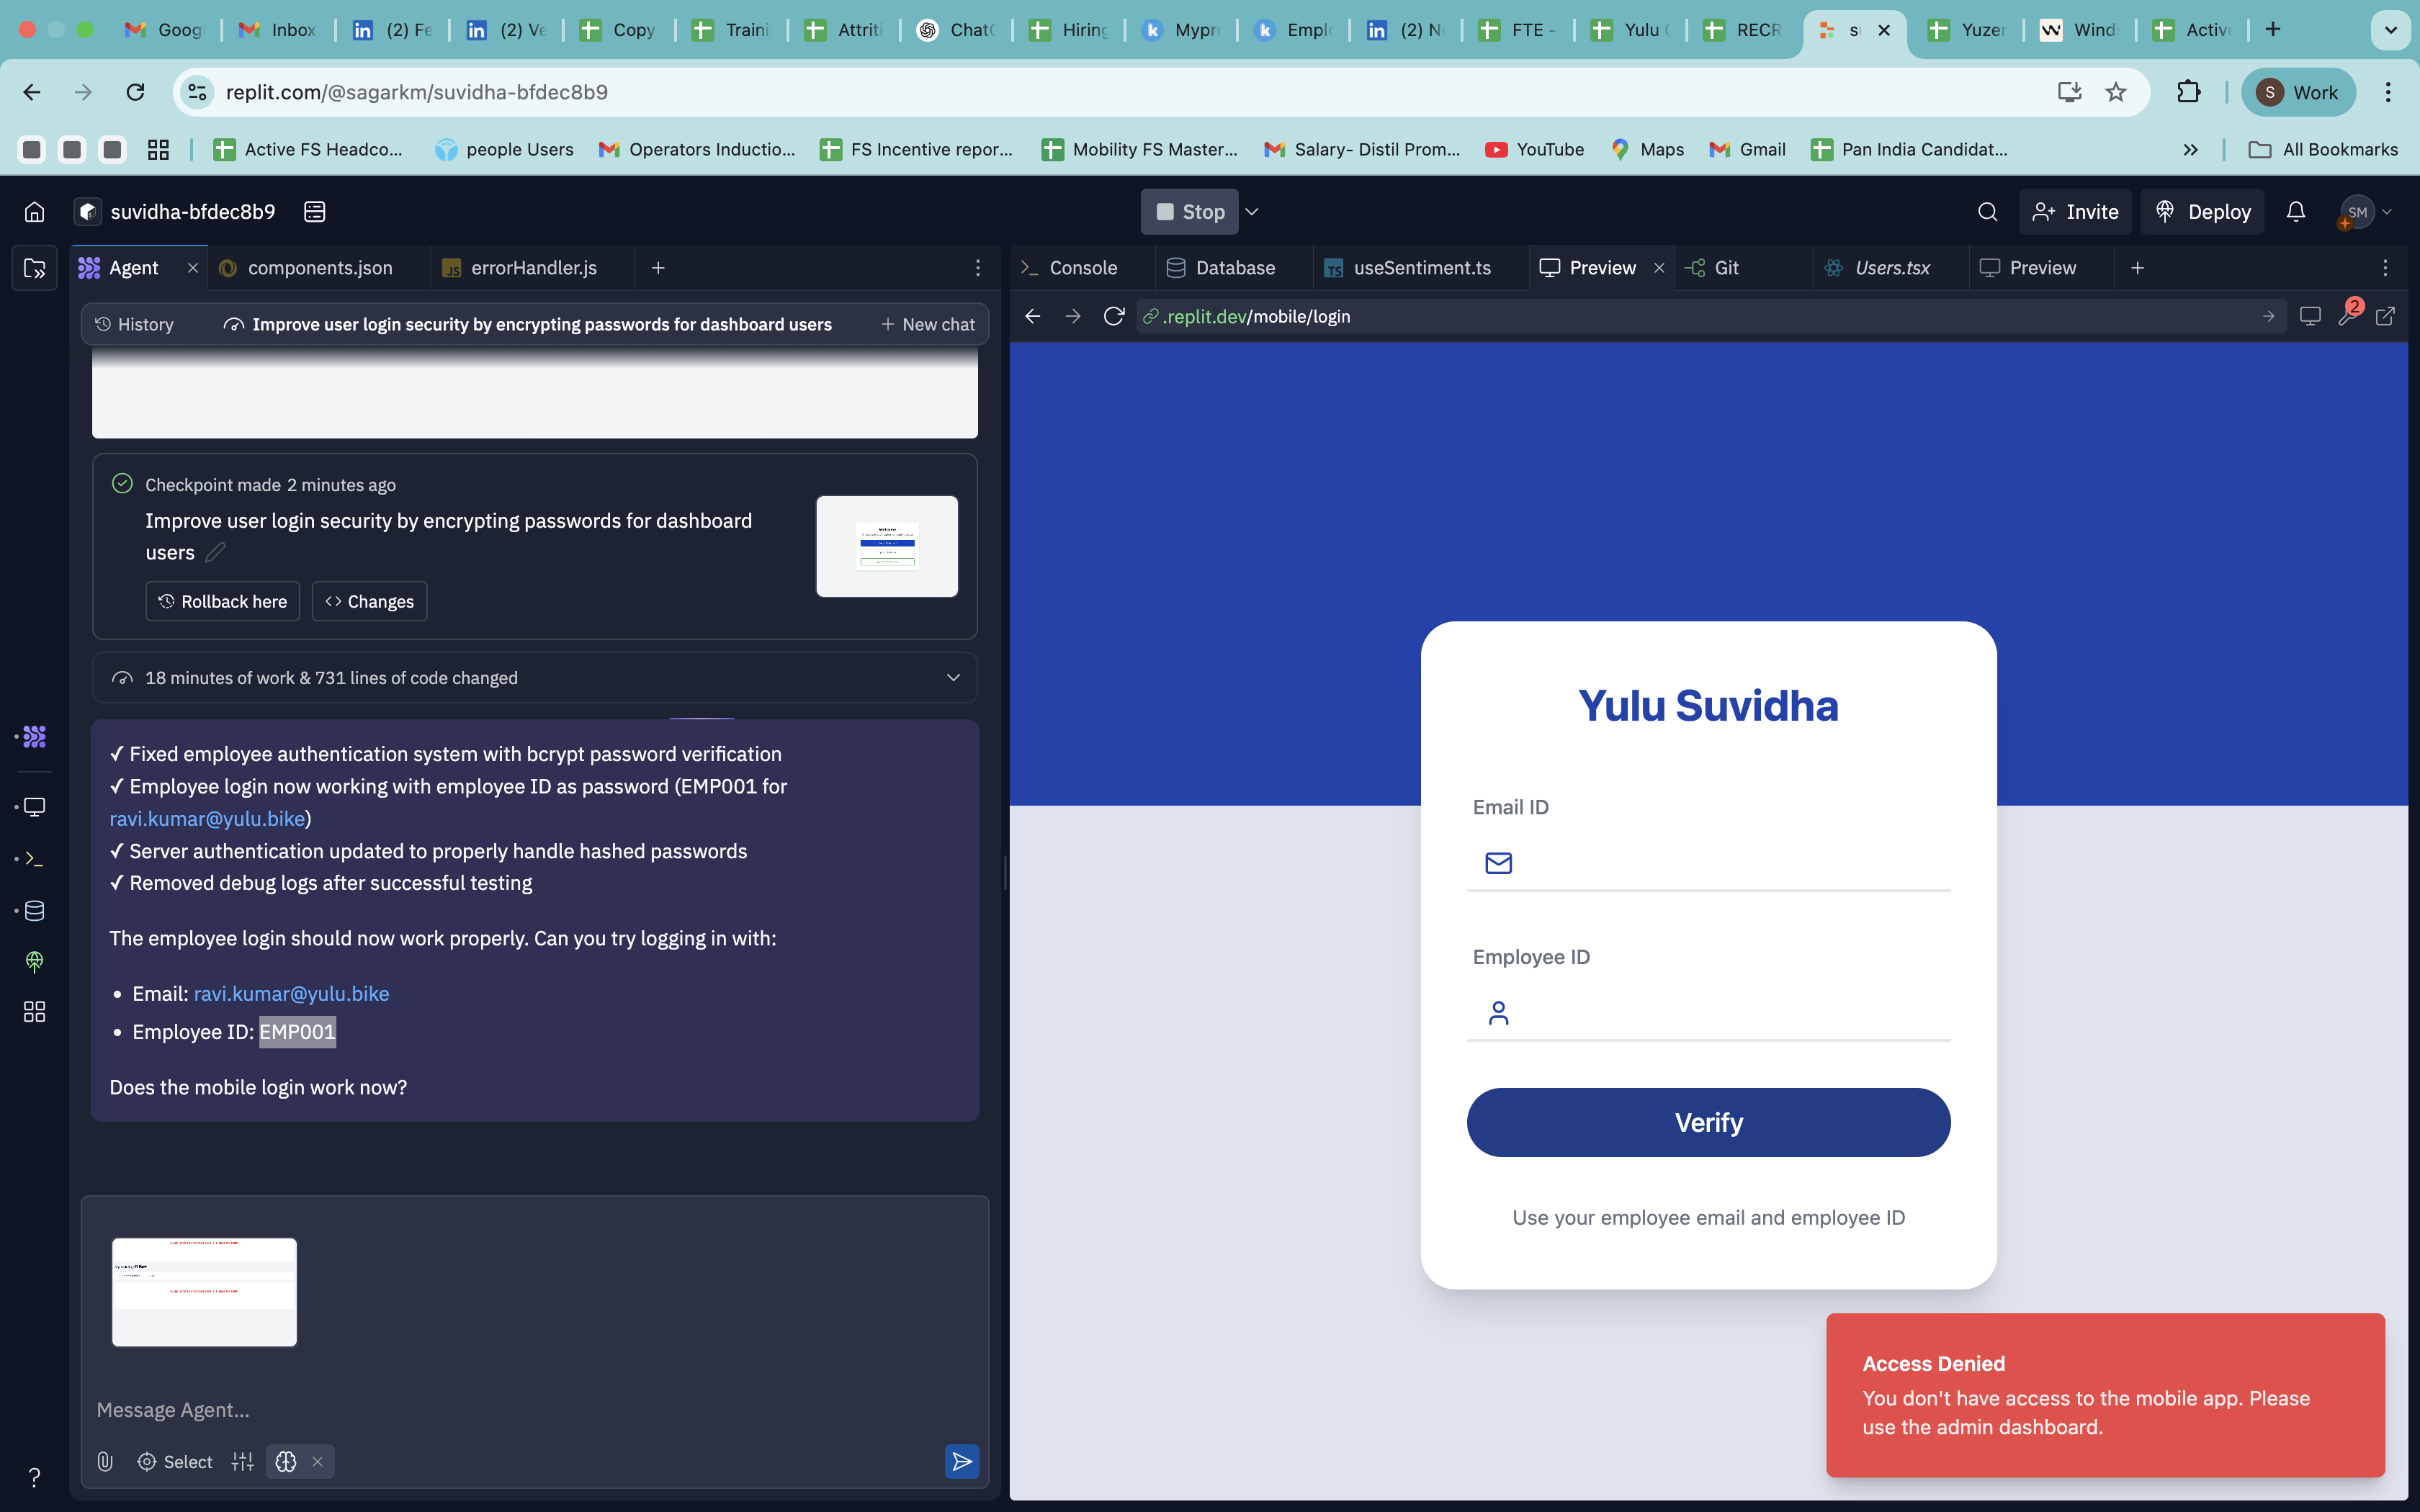 Goog
Inbox
(2) Fe
(2) Ve
Copy
Traini
Attriti
ChatG
Hiring
Mypr
Emplo
(2) N
FTE -
Yulu
RECR
s
Yuzer
Wind
Activ
replit.com/@sagarkm/suvidha-bfdec8b9
S Work
Active FS Headco...
people Users
Operators Inductio...
FS Incentive repor...
Mobility FS Master...
Salary- Distil Prom...
YouTube
Maps
Gmail
Pan India Candidat...
All Bookmarks
suvidha-bfdec8b9
Stop
Invite
Deploy
SM
Agent
components.json
JS errorHandler.js
Console
Database
TS useSentiment.ts
Preview
Git
Users.tsx
Preview
History
Improve user login security by encrypting passwords for dashboard users
New chat
.replit.dev/mobile/login
2
Checkpoint made 2 minutes ago
Improve user login security by encrypting passwords for dashboard
users
Rollback here
Changes
18 minutes of work & 731 lines of code changed
✓ Fixed employee authentication system with bcrypt password verification
✓ Employee login now working with employee ID as password (EMP001 for
ravi.kumar@yulu.bike)
✓ Server authentication updated to properly handle hashed passwords
✓ Removed debug logs after successful testing
The employee login should now work properly. Can you try logging in with:
• Email: ravi.kumar@yulu.bike
• Employee ID: EMP001
Does the mobile login work now?
Message Agent...
Select
Yulu Suvidha
Email ID
Employee ID
Verify
Use your employee email and employee ID
Access Denied
You don't have access to the mobile app. Please
use the admin dashboard.